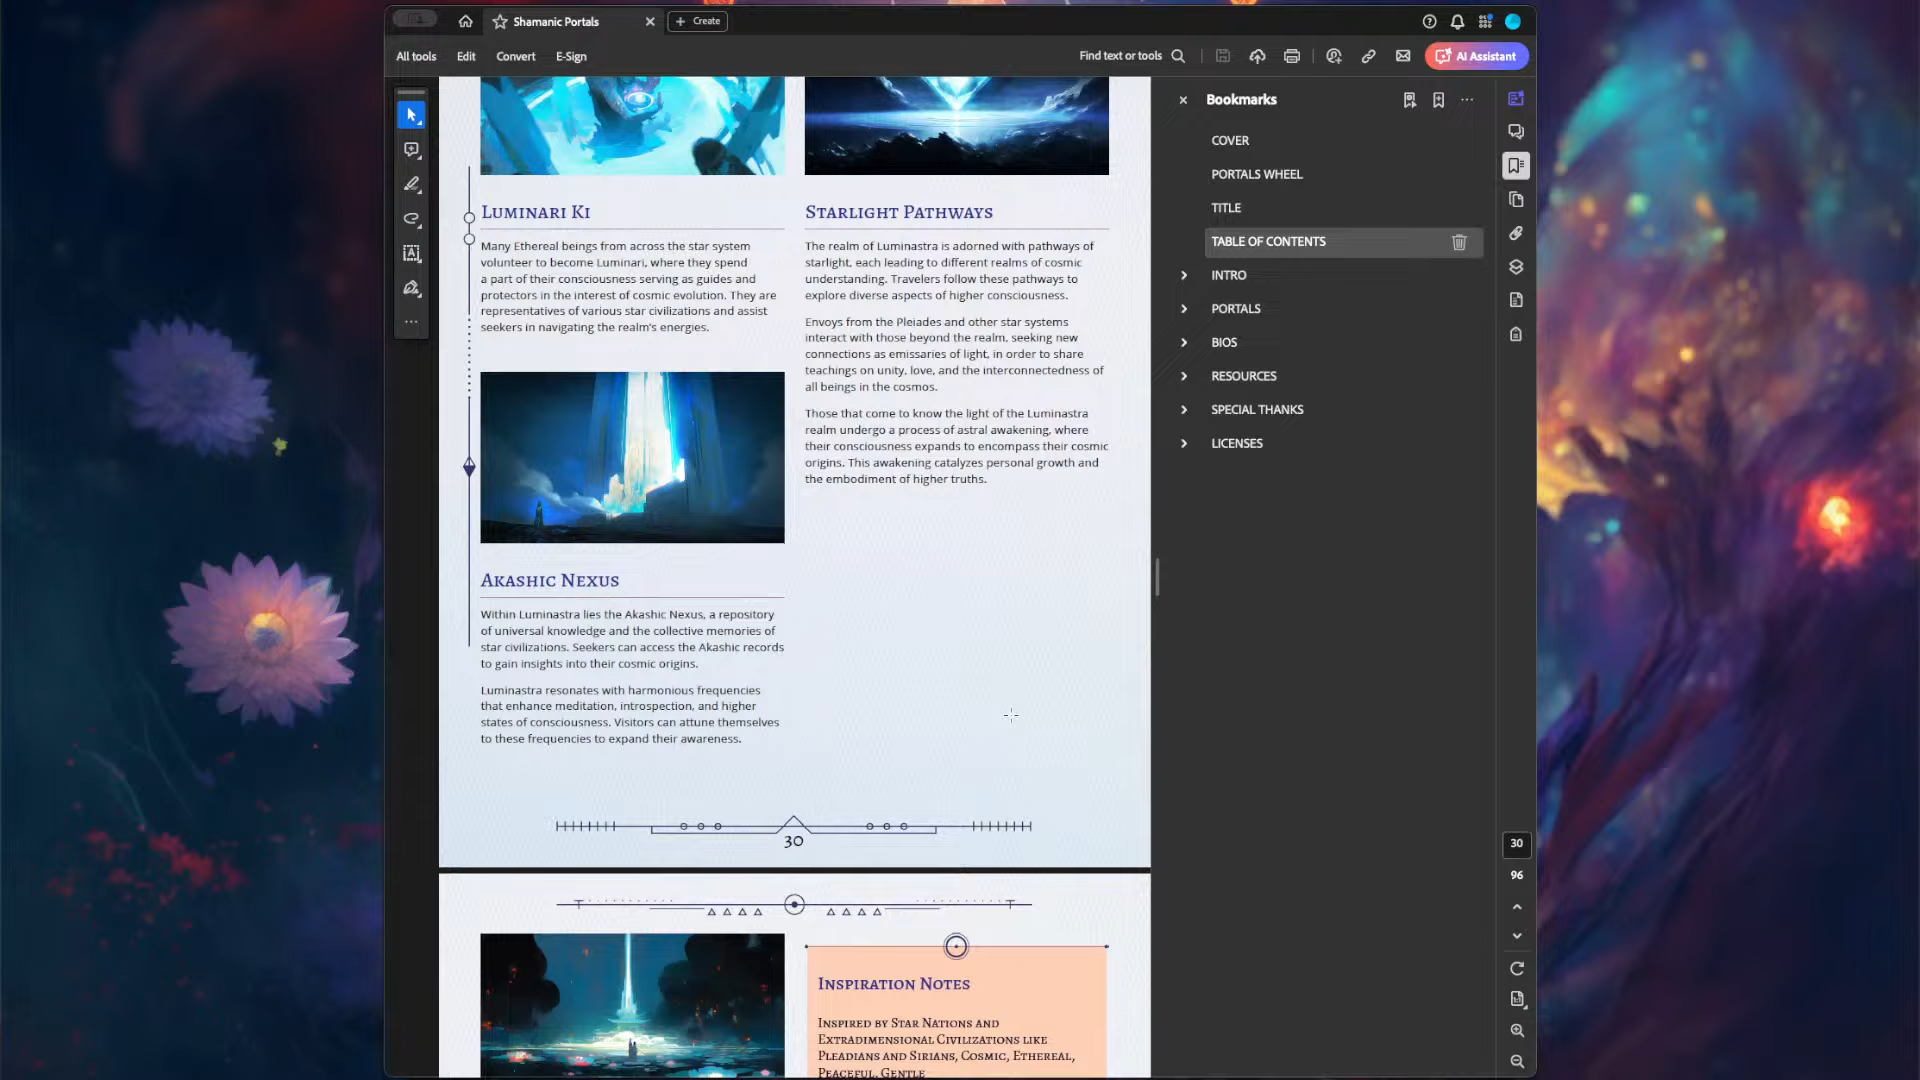 Shamanic Portals
Create
All tools
Edit
Convert
E-Sign
Find text or tools
AI Assistant
Luminari Ki
Many Ethereal beings from across the star system
volunteer to become Luminari, where they spend
a part of their consciousness serving as guides and
protectors in the interest of cosmic evolution. They are
representatives of various star civilizations and assist
seekers in navigating the realm's energies.
Akashic Nexus
Within Luminastra lies the Akashic Nexus, a repository
of universal knowledge and the collective memories of
star civilizations. Seekers can access the Akashic records
to gain insights into their cosmic origins.
Luminastra resonates with harmonious frequencies
that enhance meditation, introspection, and higher
states of consciousness. Visitors can attune themselves
to these frequencies to expand their awareness.
Starlight Pathways
The realm of Luminastra is adorned with pathways of
starlight, each leading to different realms of cosmic
understanding. Travelers follow these pathways to
explore diverse aspects of higher consciousness.
Envoys from the Pleiades and other star systems
interact with those beyond the realm, seeking new
connections as emissaries of light, in order to share
teachings on unity, love, and the interconnectedness of
all beings in the cosmos.
Those that come to know the light of the Luminastra
realm undergo a process of astral awakening, where
their consciousness expands to encompass their cosmic
origins. This awakening catalyzes personal growth and
the embodiment of higher truths.
30
Inspiration Notes
Inspired by Star Nations and
Extradimensional Civilizations like
Pleadians and Sirians, Cosmic, Ethereal,
Peaceful, Gentle
Bookmarks
COVER
PORTALS WHEEL
TITLE
TABLE OF CONTENTS
INTRO
PORTALS
BIOS
RESOURCES
SPECIAL THANKS
LICENSES
30
96